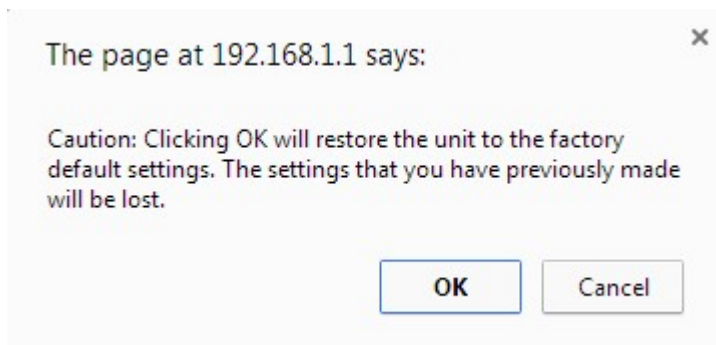 The page at 192.168.1.1 says:
Caution: Clicking OK will restore the unit to the factory
default settings. The settings that you have previously made
will be lost.
OK
Cancel